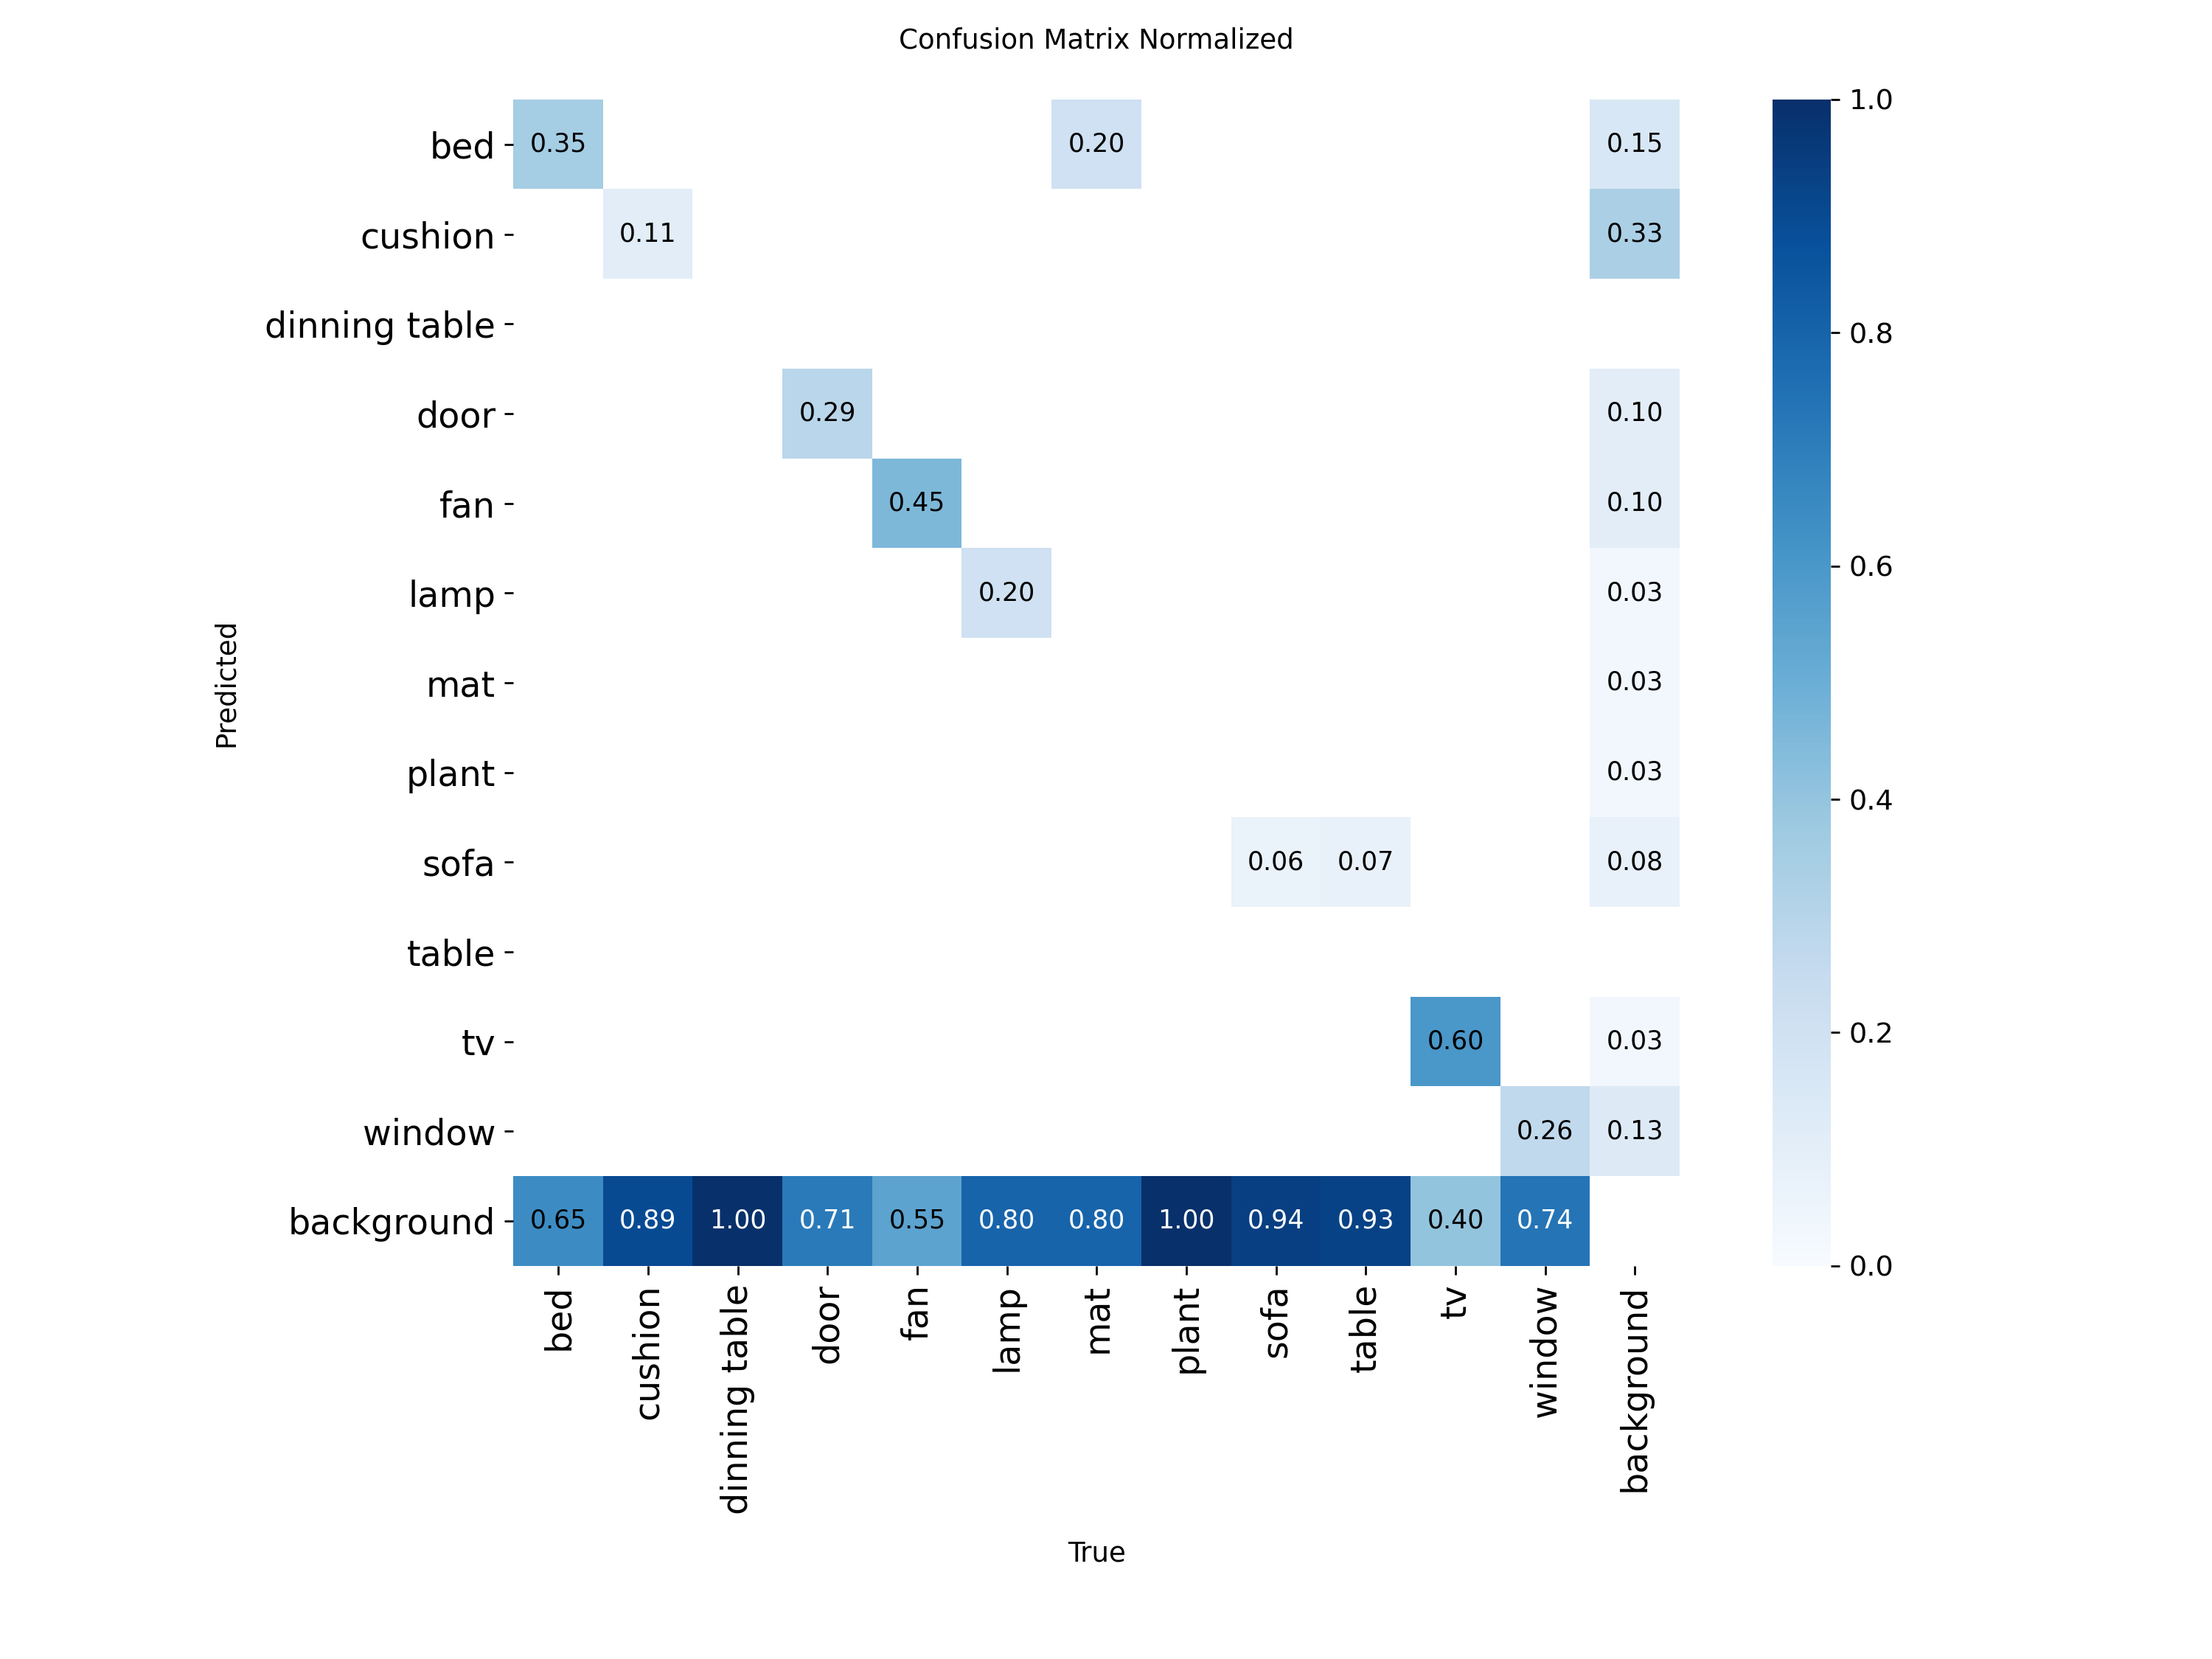 Confusion Matrix Normalized
bed 0.35 0.20 0.15 1.0
cushion 0.11 0.33
dinning table 0.8
door 0.29 0.10
fan 0.45 0.10
lamp 0.20 0.03 0.6
mat 0.03
plant 0.03 0.4
sofa 0.06 0.07 0.08
table
tv 0.60 0.03 0.2
window 0.26 0.13
background 0.65 0.89 1.00 0.71 0.55 0.80 0.80 1.00 0.94 0.93 0.40 0.74 0.0
Predicted
bed cushion dinning table door fan lamp mat plant sofa table tv window background
True